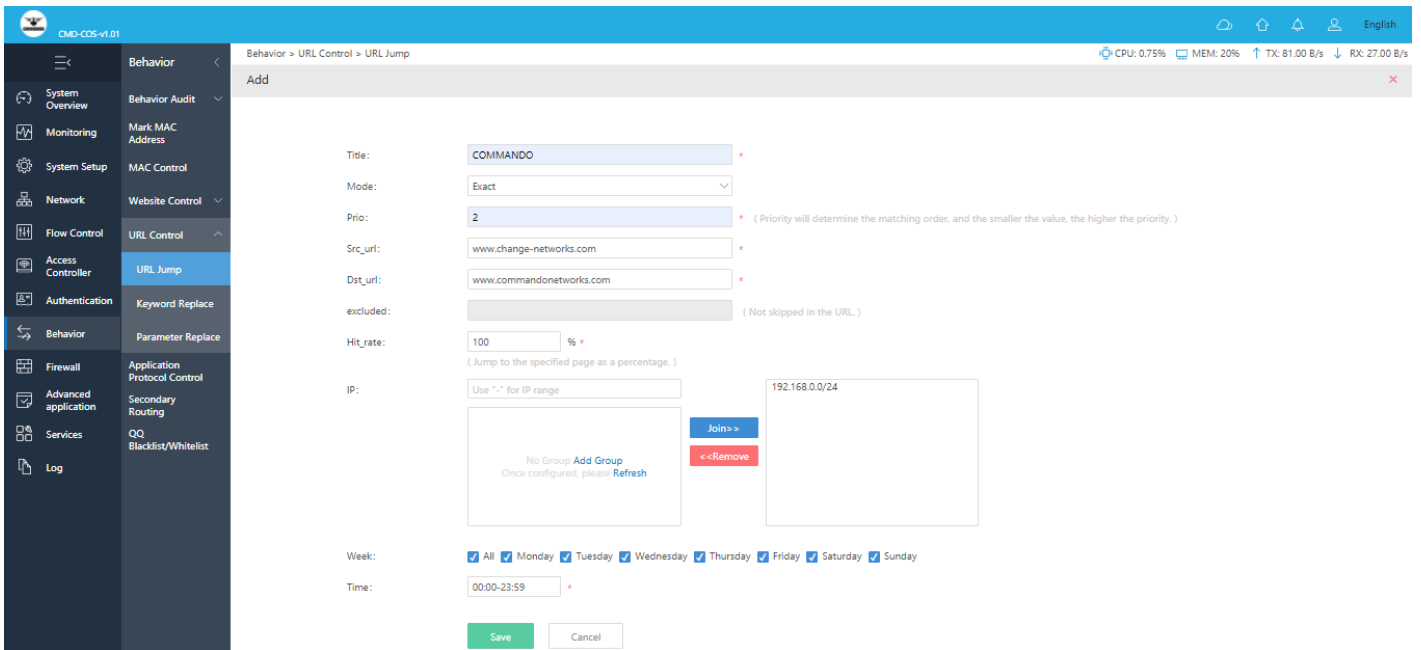 CMD-COS-v1.01
English
Behavior
Behavior > URL Control > URL Jump
CPU: 0.75%
MEM: 20%
TX: 81.00 B/s
RX: 27.00 B/s
Add
System
Overview
Monitoring
System Setup
Network
Flow Control
Access
Controller
Authentication
Behavior
Firewall
Advanced
application
Services
Log
Behavior Audit
Mark MAC
Address
MAC Control
Website Control
URL Control
URL Jump
Keyword Replace
Parameter Replace
Application
Protocol Control
Secondary
Routing
QQ
Blacklist/Whitelist
Title: COMMANDO *
Mode: Exact
Prio: 2 * ( Priority will determine the matching order, and the smaller the value, the higher the priority. )
Src_url: www.change-networks.com *
Dst_url: www.commandonetworks.com *
excluded: ( Not skipped in the URL. )
Hit_rate: 100 % *
( Jump to the specified page as a percentage. )
IP: Use "-" for IP range
192.168.0.0/24
Join>>
<<Remove
No Group Add Group
Once configured, please Refresh
Week: All Monday Tuesday Wednesday Thursday Friday Saturday Sunday
Time: 00:00-23:59 *
Save Cancel